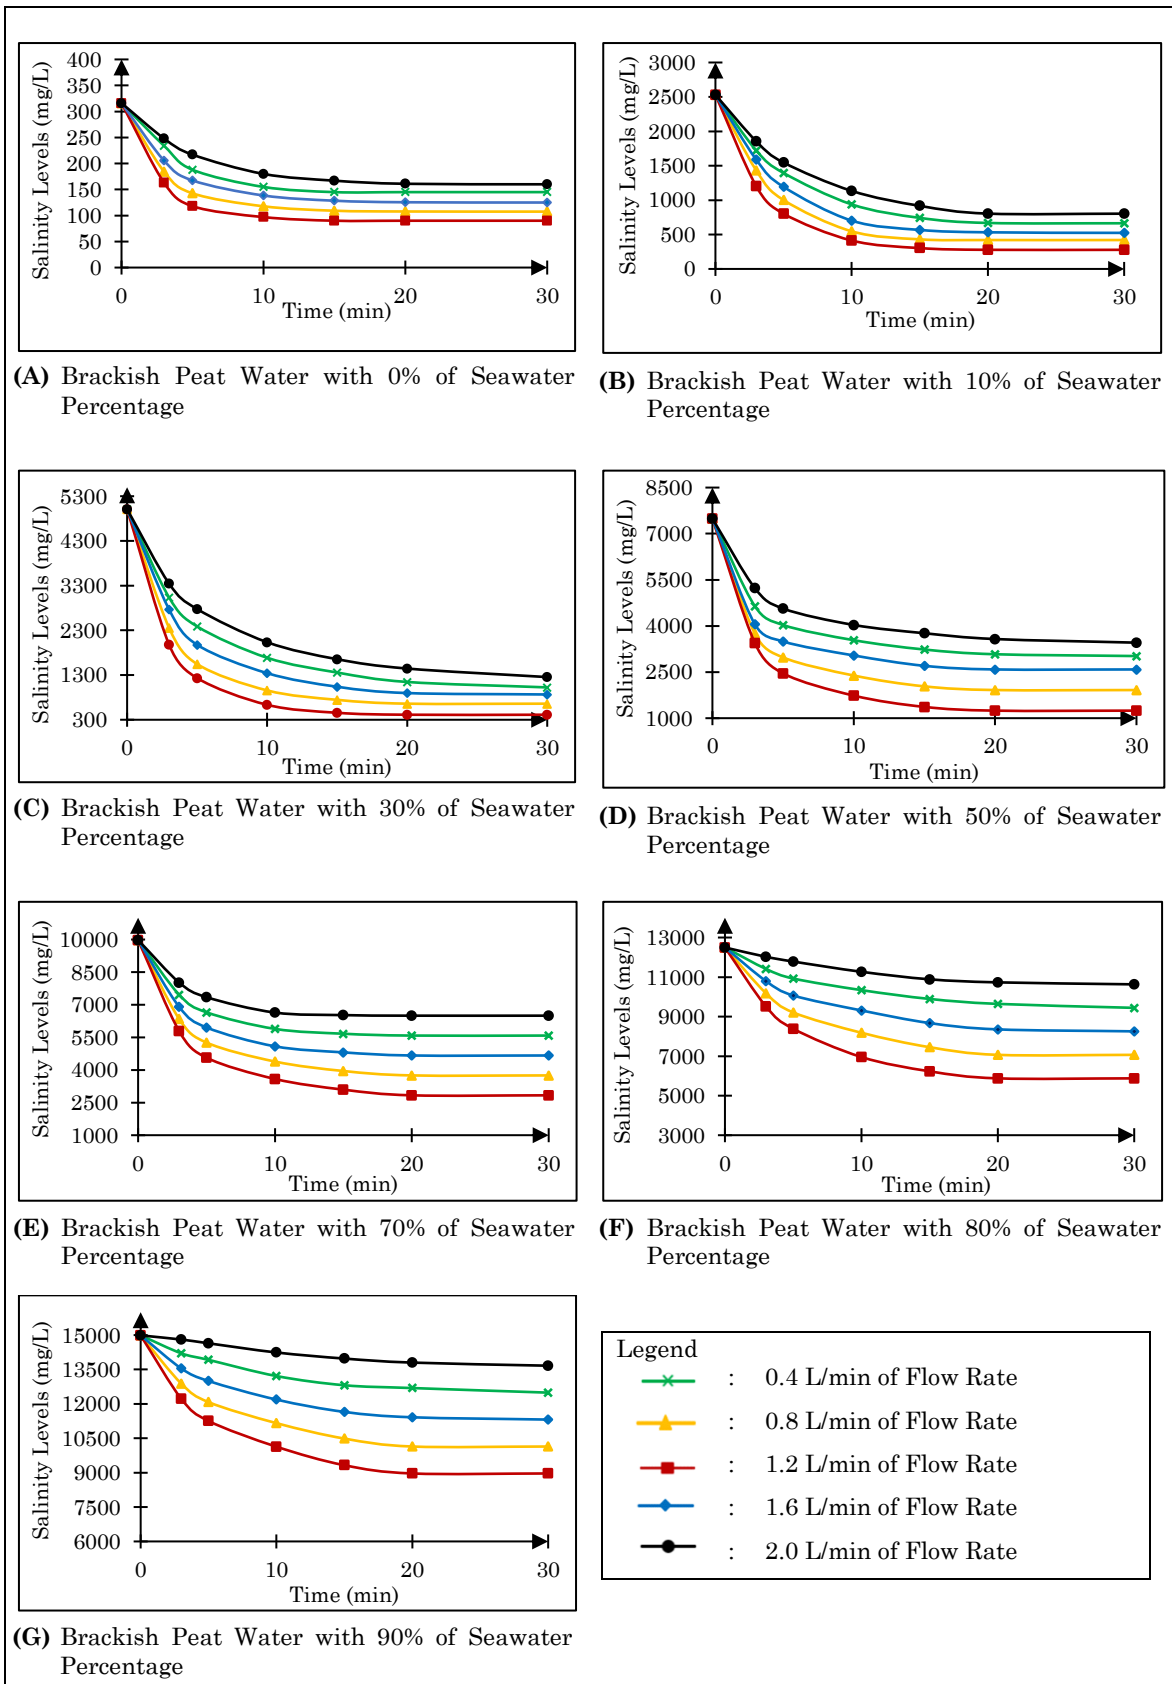 400
350
300
250
200
150
100
50
0
0
10
20
30
Salinity Levels (mg/L)
Time (min)
(A) Brackish Peat Water with 0% of Seawater
Percentage
3000
2500
2000
1500
1000
500
0
0
10
20
30
Salinity Levels (mg/L)
Time (min)
(B) Brackish Peat Water with 10% of Seawater
Percentage
5300
4300
3300
2300
1300
300
0
10
20
30
Salinity Levels (mg/L)
Time (min)
(C) Brackish Peat Water with 30% of Seawater
Percentage
8500
7000
5500
4000
2500
1000
0
10
20
30
Salinity Levels (mg/L)
Time (min)
(D) Brackish Peat Water with 50% of Seawater
Percentage
10000
8500
7000
5500
4000
2500
1000
0
10
20
30
Salinity Levels (mg/L)
Time (min)
(E) Brackish Peat Water with 70% of Seawater
Percentage
13000
11000
9000
7000
5000
3000
0
10
20
30
Salinity Levels (mg/L)
Time (min)
(F) Brackish Peat Water with 80% of Seawater
Percentage
15000
13500
12000
10500
9000
7500
6000
0
10
20
30
Salinity Levels (mg/L)
Time (min)
(G) Brackish Peat Water with 90% of Seawater
Percentage
Legend
: 0.4 L/min of Flow Rate
: 0.8 L/min of Flow Rate
: 1.2 L/min of Flow Rate
: 1.6 L/min of Flow Rate
: 2.0 L/min of Flow Rate